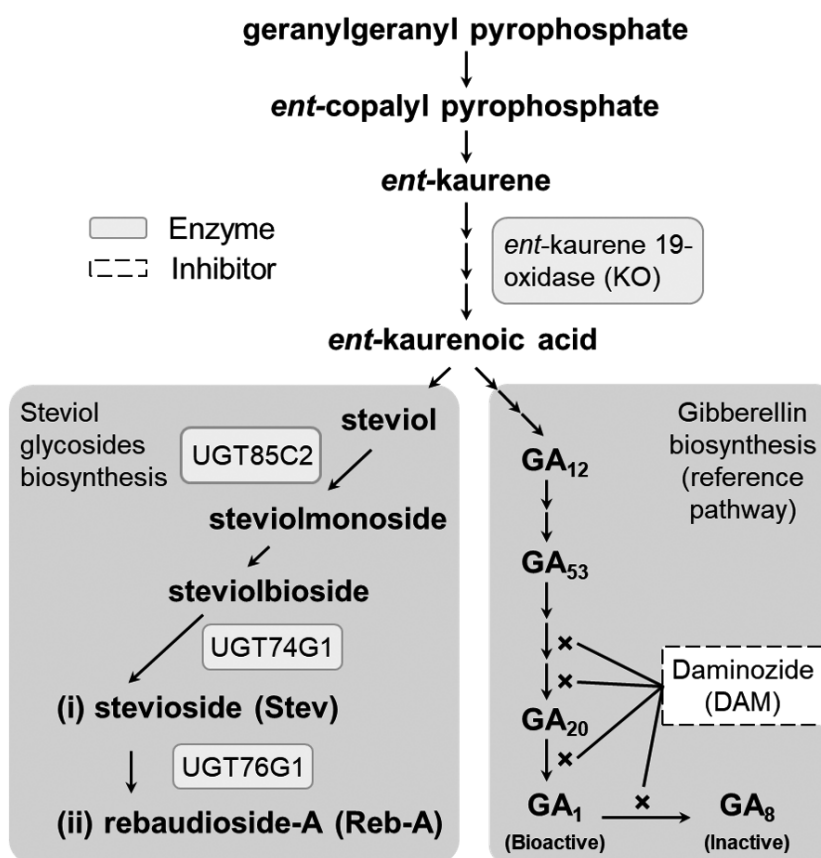 geranylgeranyl pyrophosphate
ent-copalyl pyrophosphate
ent-kaurene
Enzyme
Inhibitor
ent-kaurene 19-
oxidase (KO)
ent-kaurenoic acid
Steviol
glycosides
biosynthesis
steviol
UGT85C2
steviolmonoside
steviolbioside
UGT74G1
(i) stevioside (Stev)
UGT76G1
(ii) rebaudioside-A (Reb-A)
Gibberellin
biosynthesis
(reference
pathway)
GA12
GA53
Daminozide
(DAM)
GA20
GA1
(Bioactive)
GA8
(Inactive)